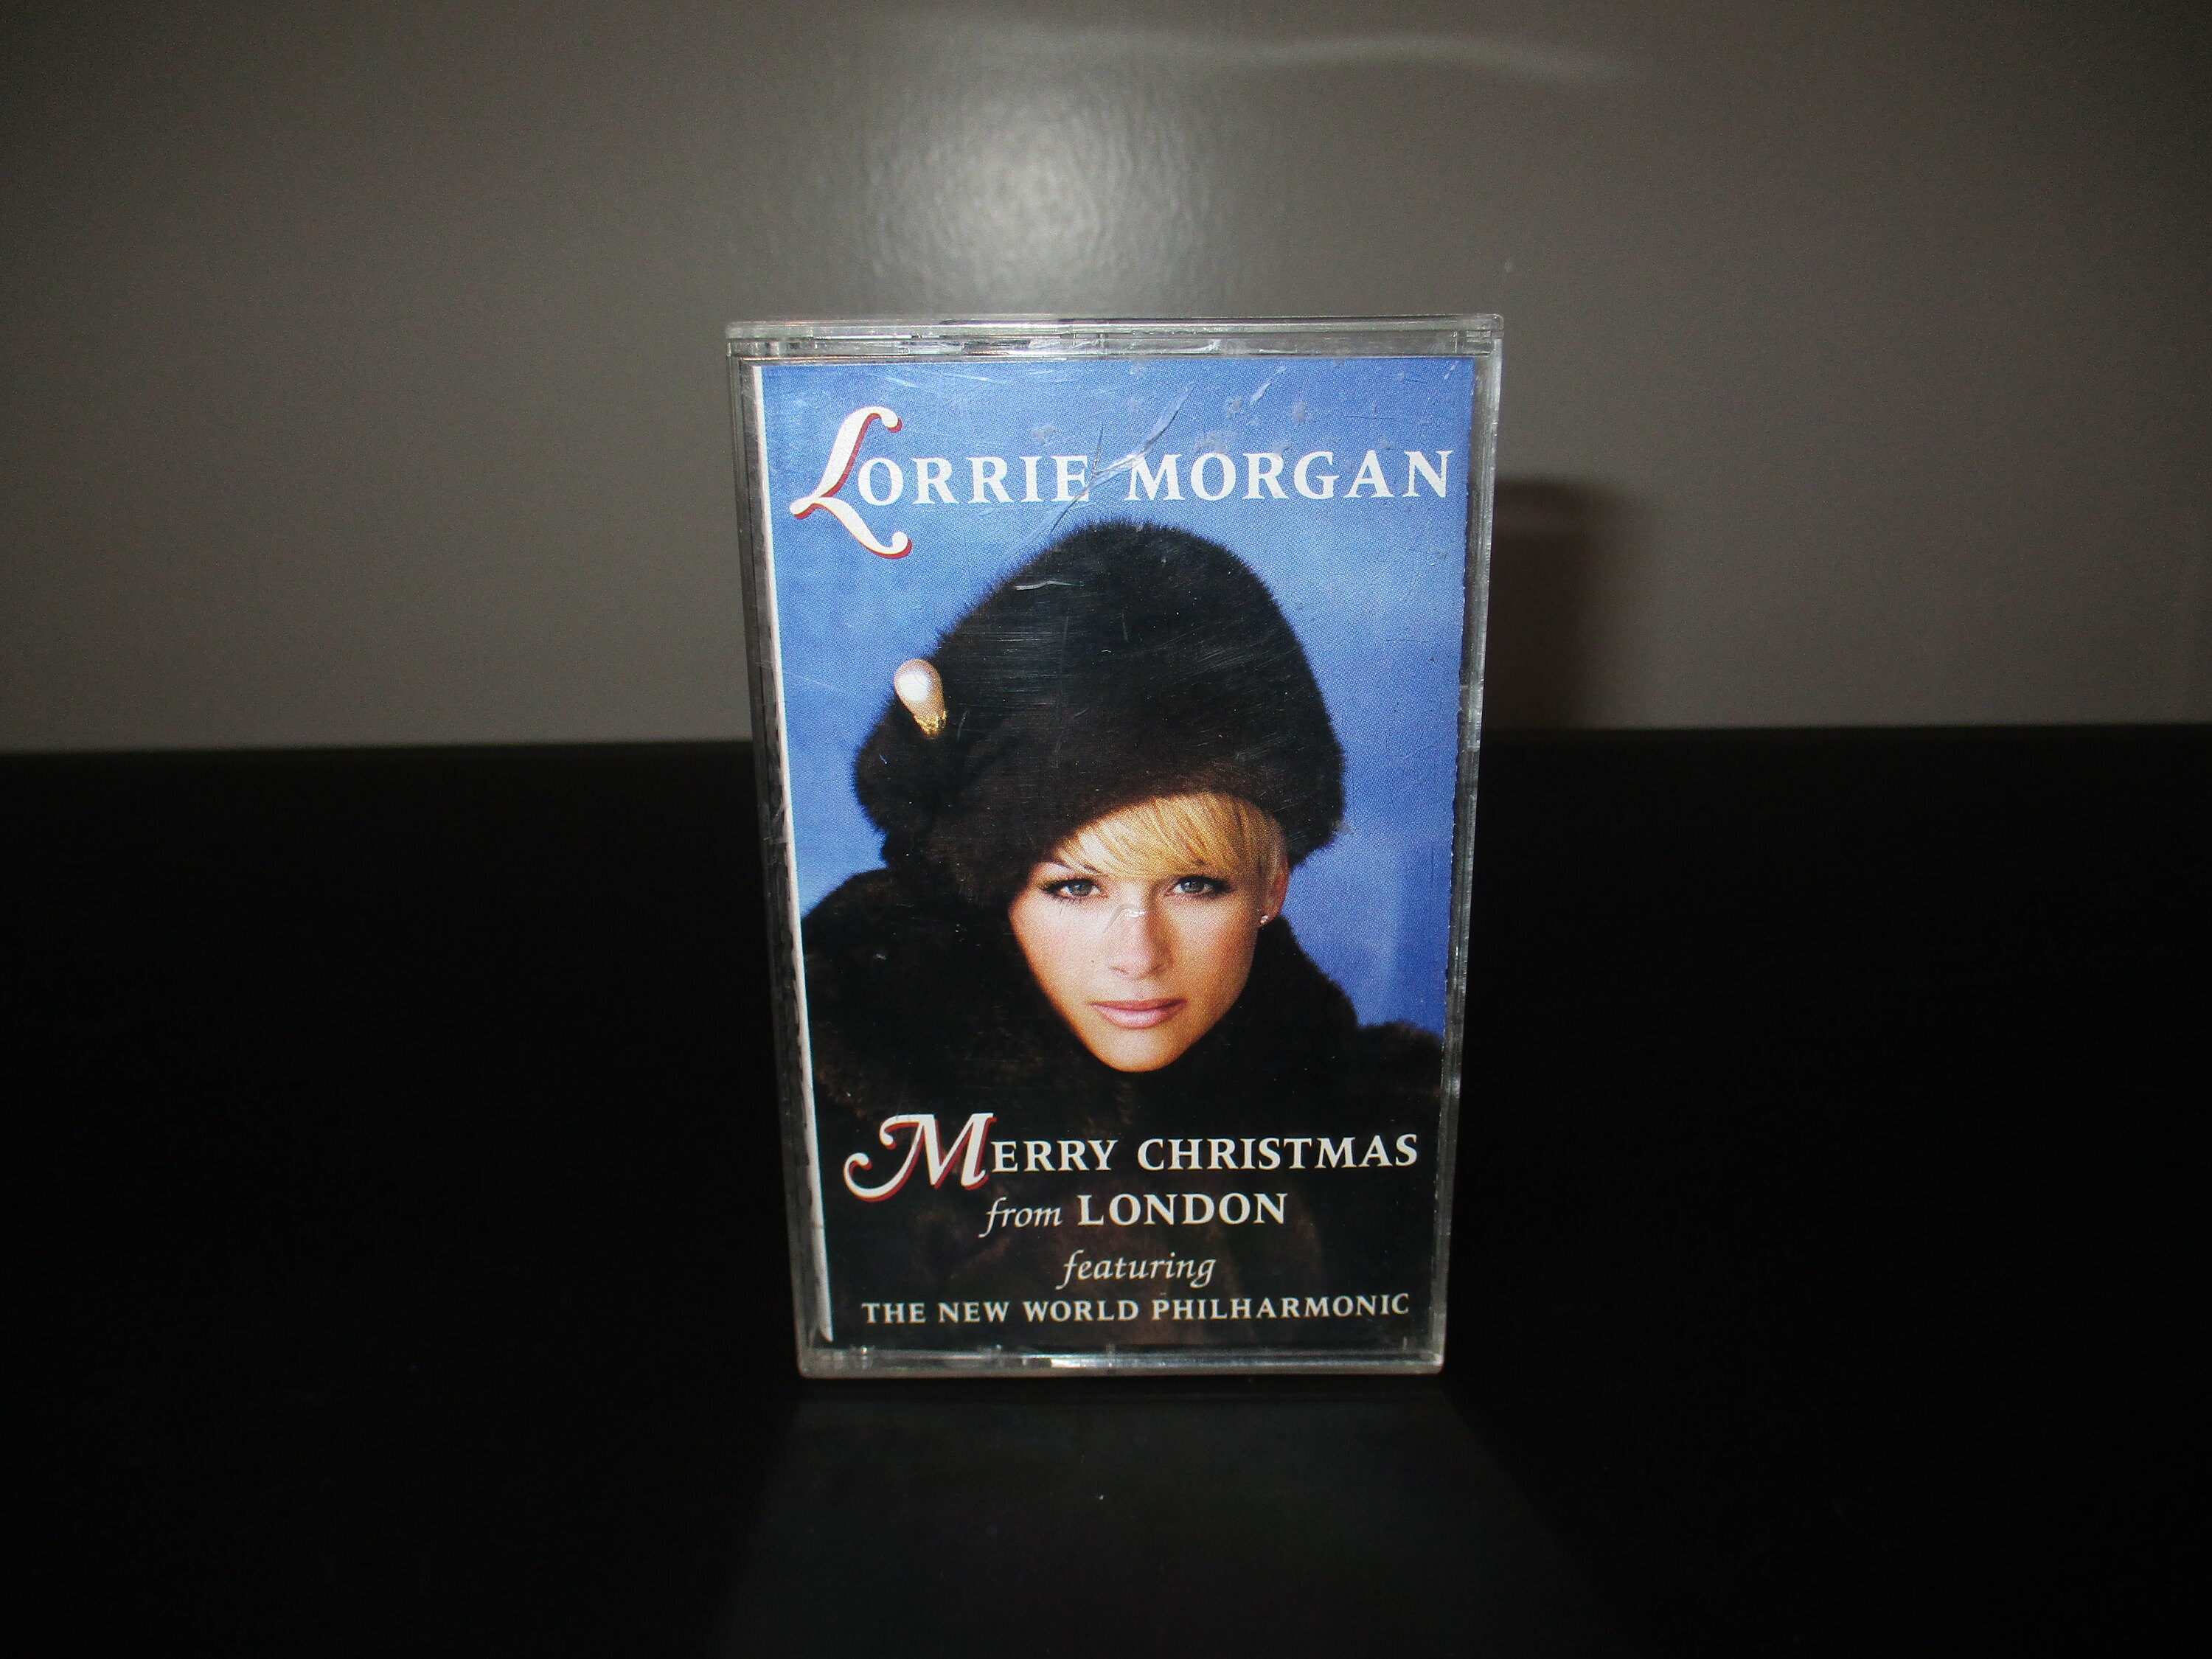 LORRIE MORGAN
MERRY CHRISTMAS
from LONDON
featuring
THE NEW WORLD PHILHARMONIC